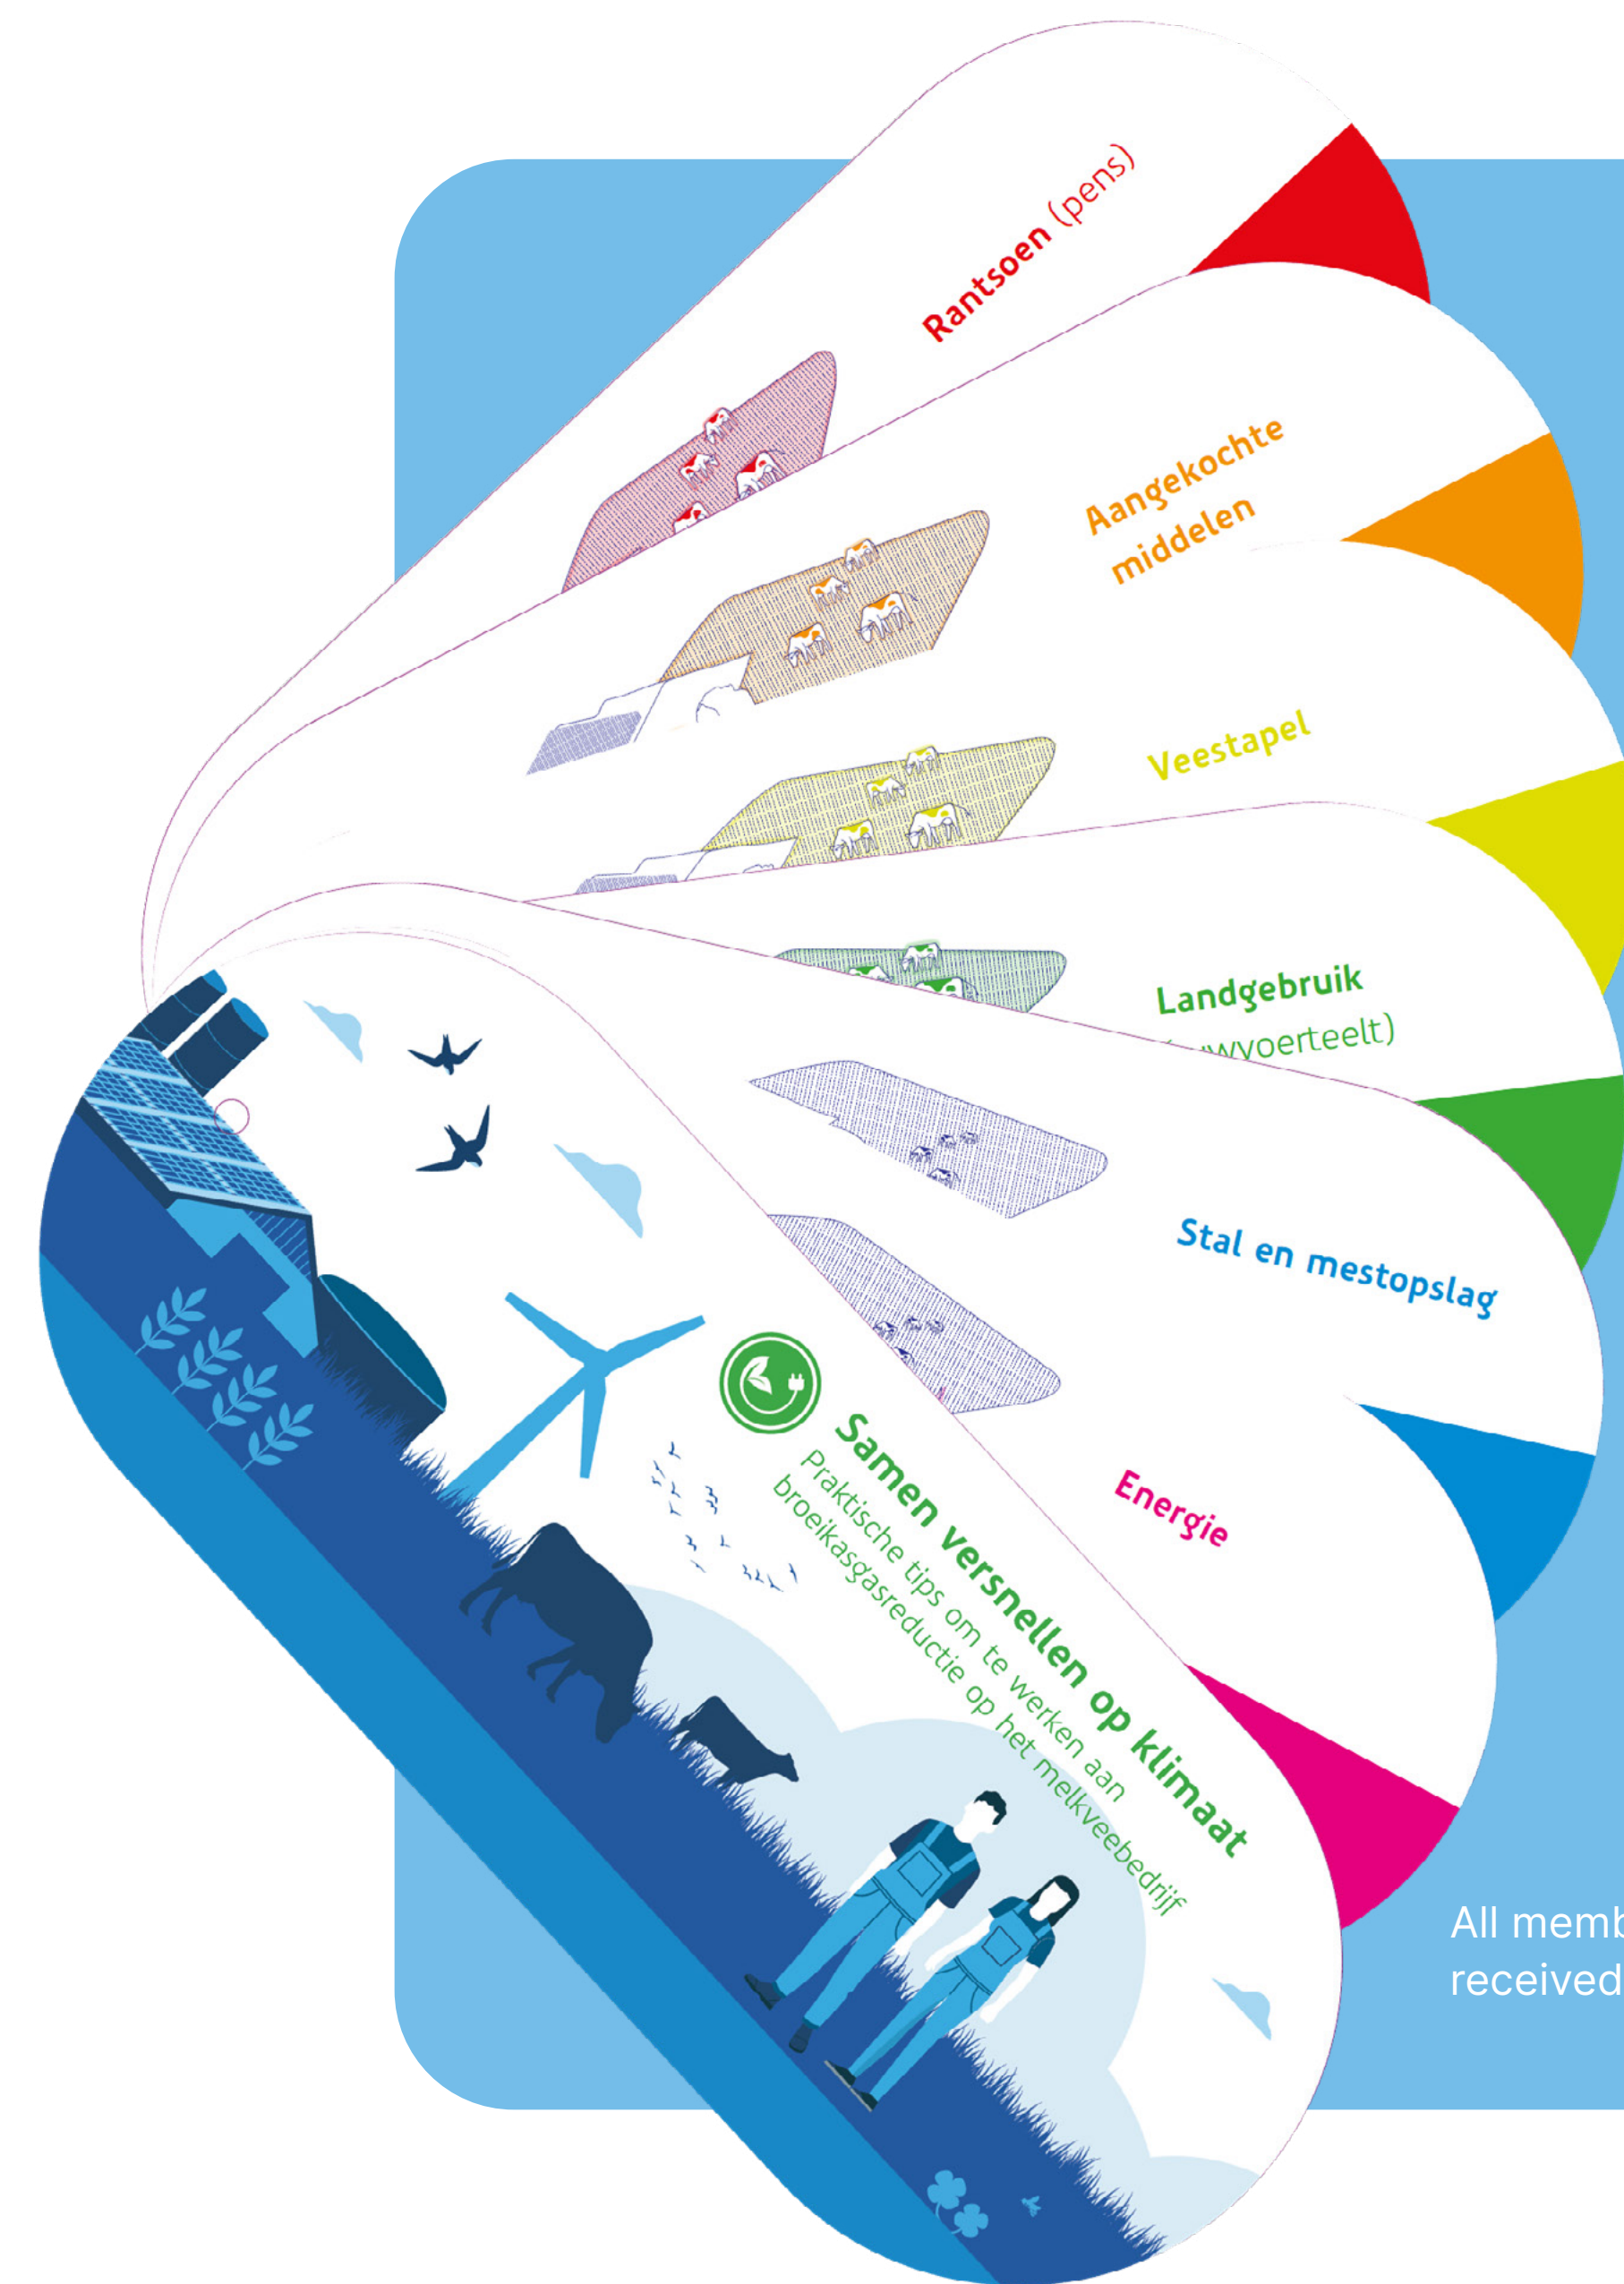 Rantsoen (pens)
Aangekochte
middelen
Veestapel
Landgebruik
Stal en mestopslag
Energie
Samen versnellen op klimaat
Praktische tips om te werken aan
broeikasgasreductie op het melkveebedrijf
All
received